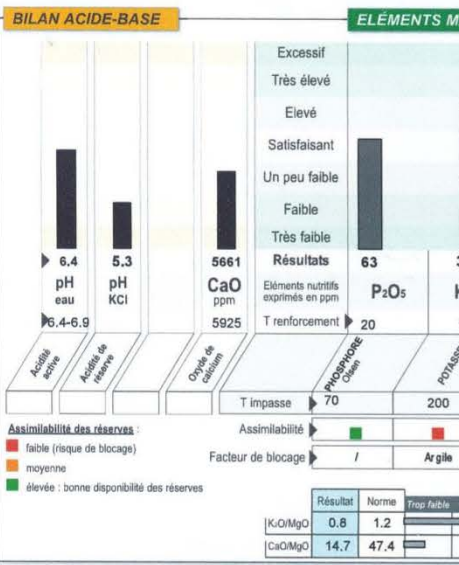 BILAN ACIDE-BASE
ELÉMENTS M
Excessif
Très élevé
Elevé
Satisfaisant
Un peu faible
Faible
Très faible
6.4 5.3 5661 Résultats 63
pH eau
pH KCl
CaO ppm
Eléments nutritifs exprimés en ppm
P2O5
6.4-6.9 5925 T renforcement 20
Acidité active
Acidité de réserve
Oxyde de calcium
PHOSPHORE Olsen
POTASSE
T impasse 70 200
Assimilabilité des réserves :
faible (risque de blocage)
moyenne
élevée : bonne disponibilité des réserves
Assimilabilité
Facteur de blocage / Argile
Résultat Norme Trop faible
K2O/MgO 0.8 1.2
CaO/MgO 14.7 47.4